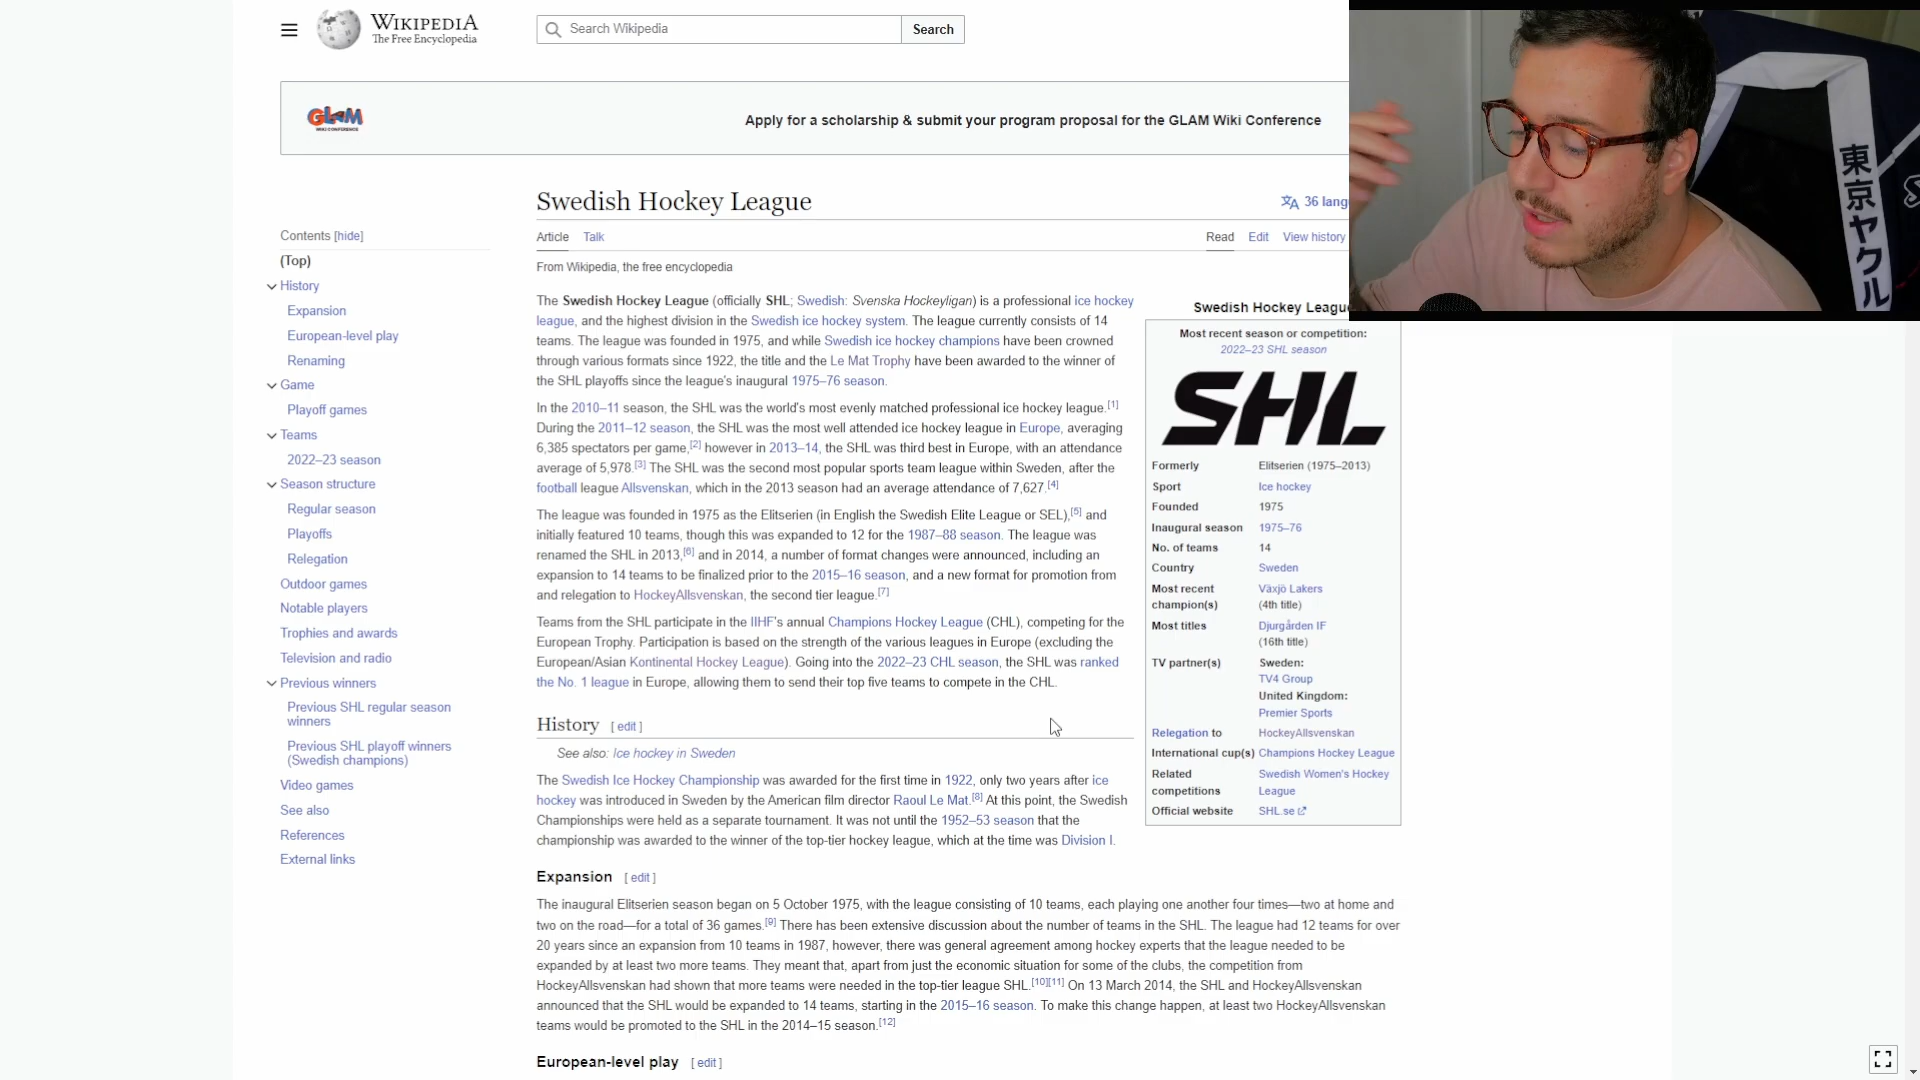 WIKIPEDIA
The Free Encyclopedia
Search Wikipedia
Search
GLAM
WIKI CONFERENCE
Apply for a scholarship & submit your program proposal for the GLAM Wiki Conference
東京ヤクル
Swedish Hockey League
36 lang
Article Talk
Read Edit View history
From Wikipedia, the free encyclopedia
Contents [hide]
(Top)
History
Expansion
European-level play
Renaming
Game
Playoff games
Teams
2022–23 season
Season structure
Regular season
Playoffs
Relegation
Outdoor games
Notable players
Trophies and awards
Television and radio
Previous winners
Previous SHL regular season
winners
Previous SHL playoff winners
(Swedish champions)
Video games
See also
References
External links
The Swedish Hockey League (officially SHL; Swedish: Svenska Hockeyligan) is a professional ice hockey
league, and the highest division in the Swedish ice hockey system. The league currently consists of 14
teams. The league was founded in 1975, and while Swedish ice hockey champions have been crowned
through various formats since 1922, the title and the Le Mat Trophy have been awarded to the winner of
the SHL playoffs since the league's inaugural 1975–76 season.
In the 2010–11 season, the SHL was the world's most evenly matched professional ice hockey league.[1]
During the 2011–12 season, the SHL was the most well attended ice hockey league in Europe, averaging
6,385 spectators per game,[2] however in 2013–14, the SHL was third best in Europe, with an attendance
average of 5,978.[3] The SHL was the second most popular sports team league within Sweden, after the
football league Allsvenskan, which in the 2013 season had an average attendance of 7,627.[4]
The league was founded in 1975 as the Elitserien (in English the Swedish Elite League or SEL),[5] and
initially featured 10 teams, though this was expanded to 12 for the 1987–88 season. The league was
renamed the SHL in 2013,[6] and in 2014, a number of format changes were announced, including an
expansion to 14 teams to be finalized prior to the 2015–16 season, and a new format for promotion from
and relegation to HockeyAllsvenskan, the second tier league.[7]
Teams from the SHL participate in the IIHF's annual Champions Hockey League (CHL), competing for the
European Trophy. Participation is based on the strength of the various leagues in Europe (excluding the
European/Asian Kontinental Hockey League). Going into the 2022–23 CHL season, the SHL was ranked
the No. 1 league in Europe, allowing them to send their top five teams to compete in the CHL.
Swedish Hockey League
Most recent season or competition:
2022–23 SHL season
SHL
Formerly Elitserien (1975–2013)
Sport Ice hockey
Founded 1975
Inaugural season 1975–76
No. of teams 14
Country Sweden
Most recent champion(s) Växjö Lakers
(4th title)
Most titles Djurgården IF
(16th title)
TV partner(s) Sweden:
TV4 Group
United Kingdom:
Premier Sports
Relegation to HockeyAllsvenskan
International cup(s) Champions Hockey League
Related competitions Swedish Women's Hockey
League
Official website SHL.se
History [ edit ]
See also: Ice hockey in Sweden
The Swedish Ice Hockey Championship was awarded for the first time in 1922, only two years after ice
hockey was introduced in Sweden by the American film director Raoul Le Mat.[8] At this point, the Swedish
Championships were held as a separate tournament. It was not until the 1952–53 season that the
championship was awarded to the winner of the top-tier hockey league, which at the time was Division I.
Expansion [ edit ]
The inaugural Elitserien season began on 5 October 1975, with the league consisting of 10 teams, each playing one another four times—two at home and
two on the road—for a total of 36 games.[9] There has been extensive discussion about the number of teams in the SHL. The league had 12 teams for over
20 years since an expansion from 10 teams in 1987, however, there was general agreement among hockey experts that the league needed to be
expanded by at least two more teams. They meant that, apart from just the economic situation for some of the clubs, the competition from
HockeyAllsvenskan had shown that more teams were needed in the top-tier league SHL.[10][11] On 13 March 2014, the SHL and HockeyAllsvenskan
announced that the SHL would be expanded to 14 teams, starting in the 2015–16 season. To make this change happen, at least two HockeyAllsvenskan
teams would be promoted to the SHL in the 2014–15 season.[12]
European-level play [ edit ]